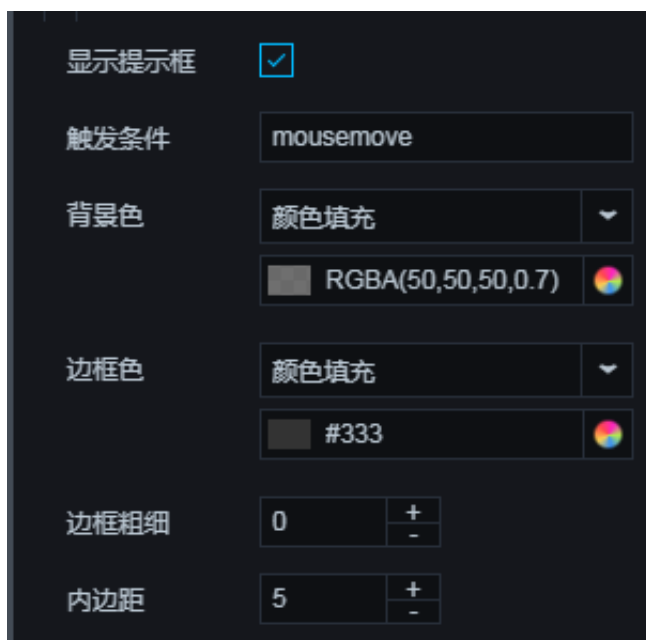 显示提示框
触发条件 mousemove
背景色 颜色填充
RGBA(50,50,50,0.7)
边框色 颜色填充
#333
边框粗细 0 + -
内边距 5 + -